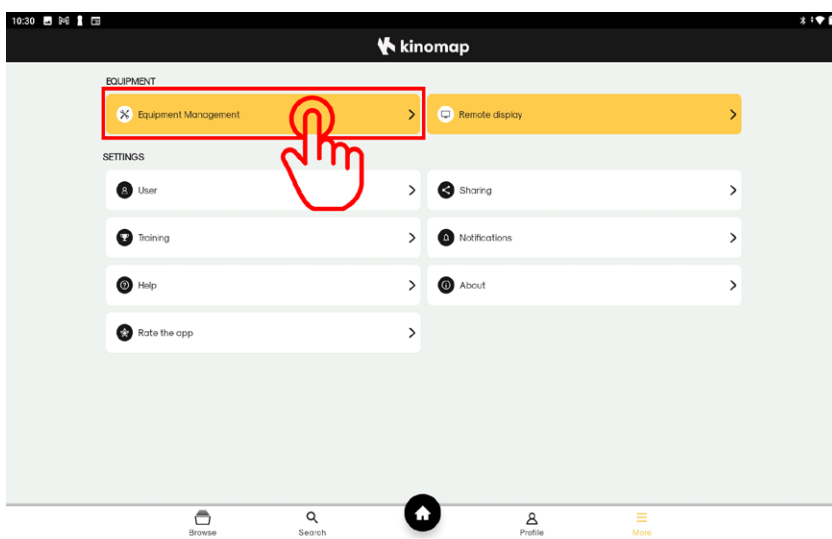 10:30
kinomap
EQUIPMENT
Equipment Management
Remote display
SETTINGS
User
Sharing
Training
Notifications
Help
About
Rate the app
Browse
Search
Profile
More